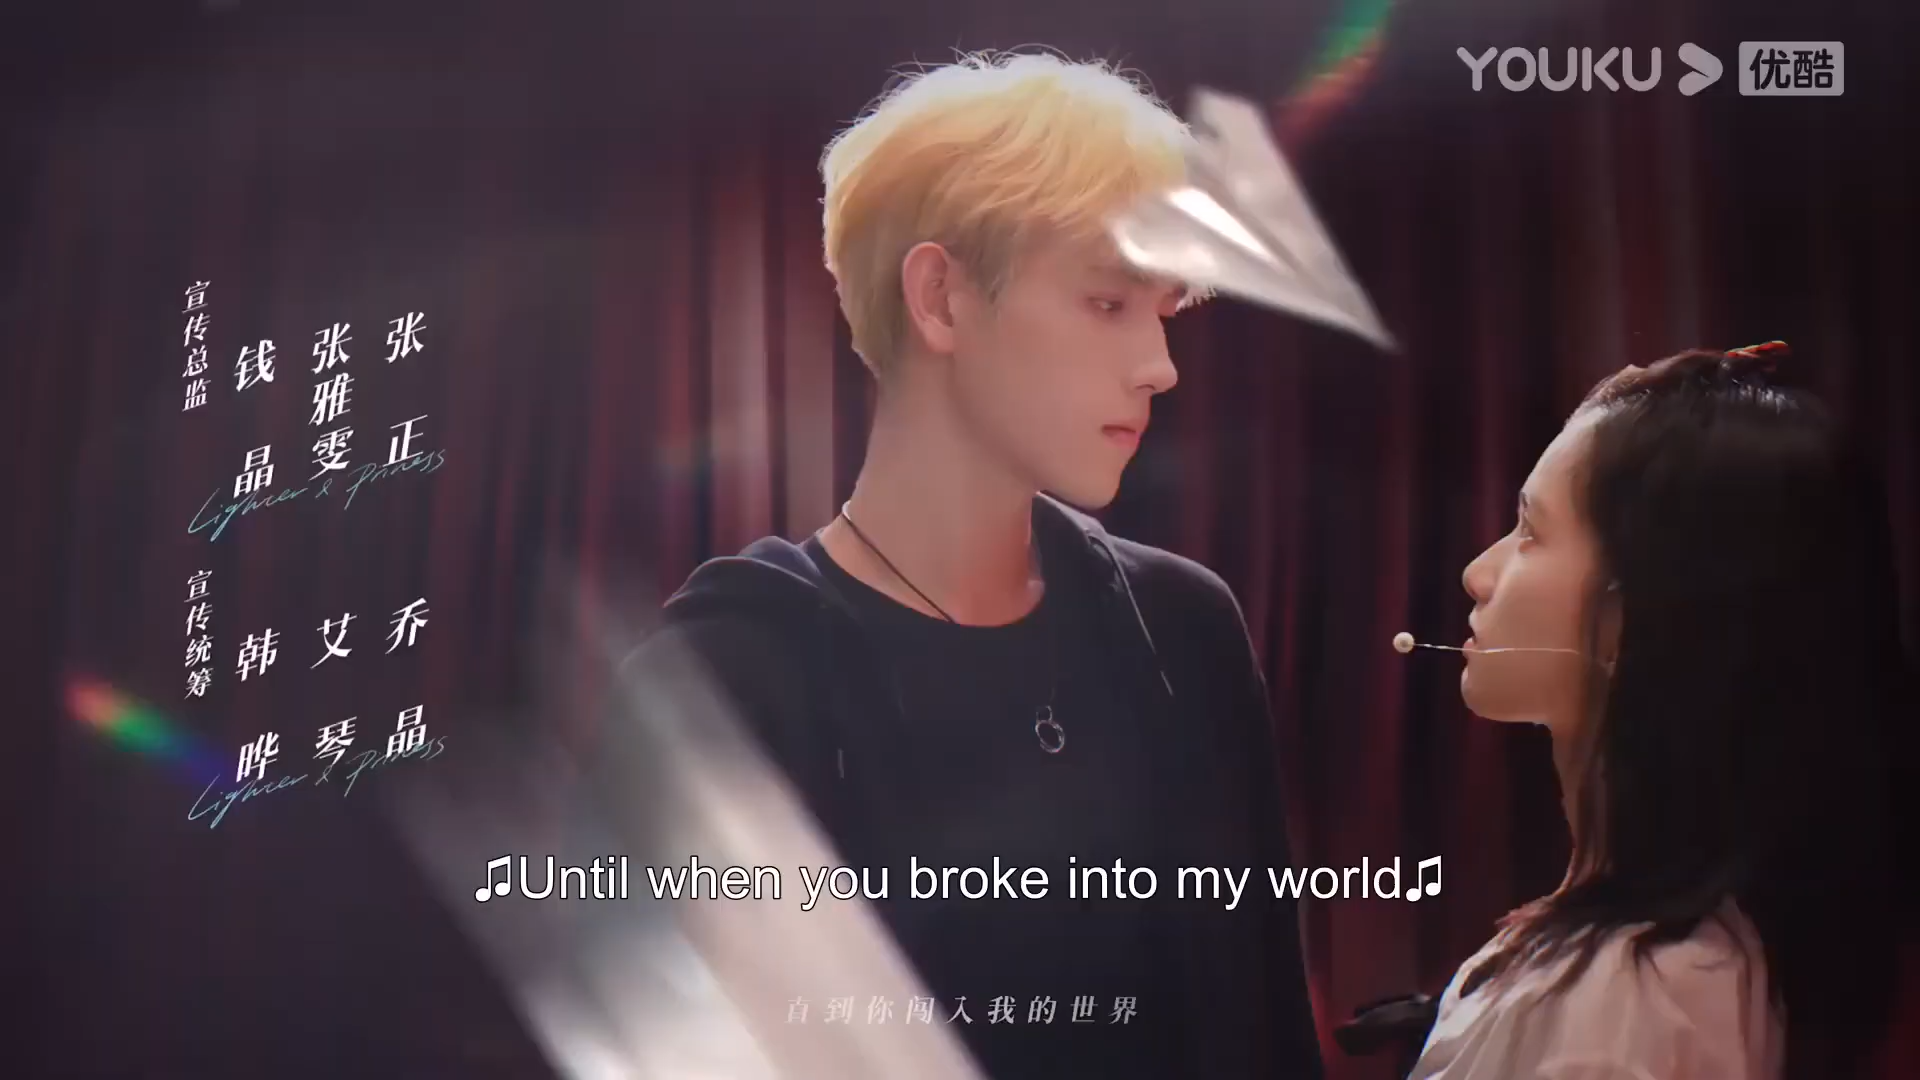 YOUKU 优酷
宣传总监
钱晶
张雅雯
张正
Lighter & Princess
宣传统筹
韩晔
艾琴
乔晶
Lighter & Princess
♫Until when you broke into my world♫
直到你闯入我的世界